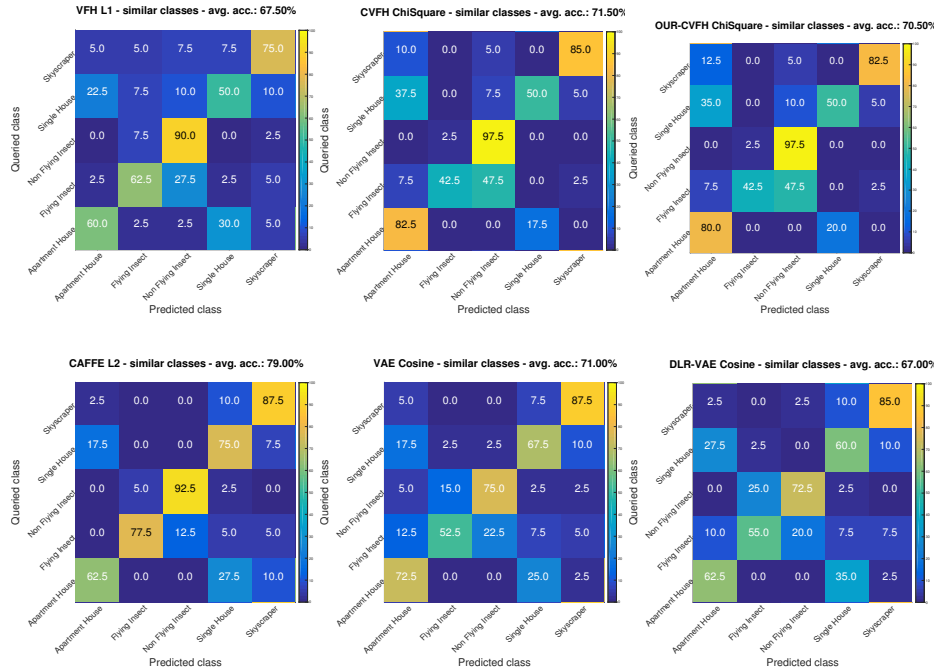 VFH L1 - similar classes - avg. acc.: 67.50%
Queried class
Skyscraper 5.0 5.0 7.5 7.5 75.0
Single House 22.5 7.5 10.0 50.0 10.0
Non Flying Insect 0.0 7.5 90.0 0.0 2.5
Flying Insect 2.5 62.5 27.5 2.5 5.0
Apartment House 60.0 2.5 2.5 30.0 5.0
Apartment House Flying Insect Non Flying Insect Single House Skyscraper
Predicted class
CVFH ChiSquare - similar classes - avg. acc.: 71.50%
Queried class
Skyscraper 10.0 0.0 5.0 0.0 85.0
Single House 37.5 0.0 7.5 50.0 5.0
Non Flying Insect 0.0 2.5 97.5 0.0 0.0
Flying Insect 7.5 42.5 47.5 0.0 2.5
Apartment House 82.5 0.0 0.0 17.5 0.0
Apartment House Flying Insect Non Flying Insect Single House Skyscraper
Predicted class
OUR-CVFH ChiSquare - similar classes - avg. acc.: 70.50%
Queried class
Skyscraper 12.5 0.0 5.0 0.0 82.5
Single House 35.0 0.0 10.0 50.0 5.0
Non Flying Insect 0.0 2.5 97.5 0.0 0.0
Flying Insect 7.5 42.5 47.5 0.0 2.5
Apartment House 80.0 0.0 0.0 20.0 0.0
Apartment House Flying Insect Non Flying Insect Single House Skyscraper
Predicted class
CAFFE L2 - similar classes - avg. acc.: 79.00%
Queried class
Skyscraper 2.5 0.0 0.0 10.0 87.5
Single House 17.5 0.0 0.0 75.0 7.5
Non Flying Insect 0.0 5.0 92.5 2.5 0.0
Flying Insect 0.0 77.5 12.5 5.0 5.0
Apartment House 62.5 0.0 0.0 27.5 10.0
Apartment House Flying Insect Non Flying Insect Single House Skyscraper
Predicted class
VAE Cosine - similar classes - avg. acc.: 71.00%
Queried class
Skyscraper 5.0 0.0 0.0 7.5 87.5
Single House 17.5 2.5 2.5 67.5 10.0
Non Flying Insect 5.0 15.0 75.0 2.5 2.5
Flying Insect 12.5 52.5 22.5 7.5 5.0
Apartment House 72.5 0.0 0.0 25.0 2.5
Apartment House Flying Insect Non Flying Insect Single House Skyscraper
Predicted class
DLR-VAE Cosine - similar classes - avg. acc.: 67.00%
Queried class
Skyscraper 2.5 0.0 2.5 10.0 85.0
Single House 27.5 2.5 0.0 60.0 10.0
Non Flying Insect 0.0 25.0 72.5 2.5 0.0
Flying Insect 10.0 55.0 20.0 7.5 7.5
Apartment House 62.5 0.0 0.0 35.0 2.5
Apartment House Flying Insect Non Flying Insect Single House Skyscraper
Predicted class